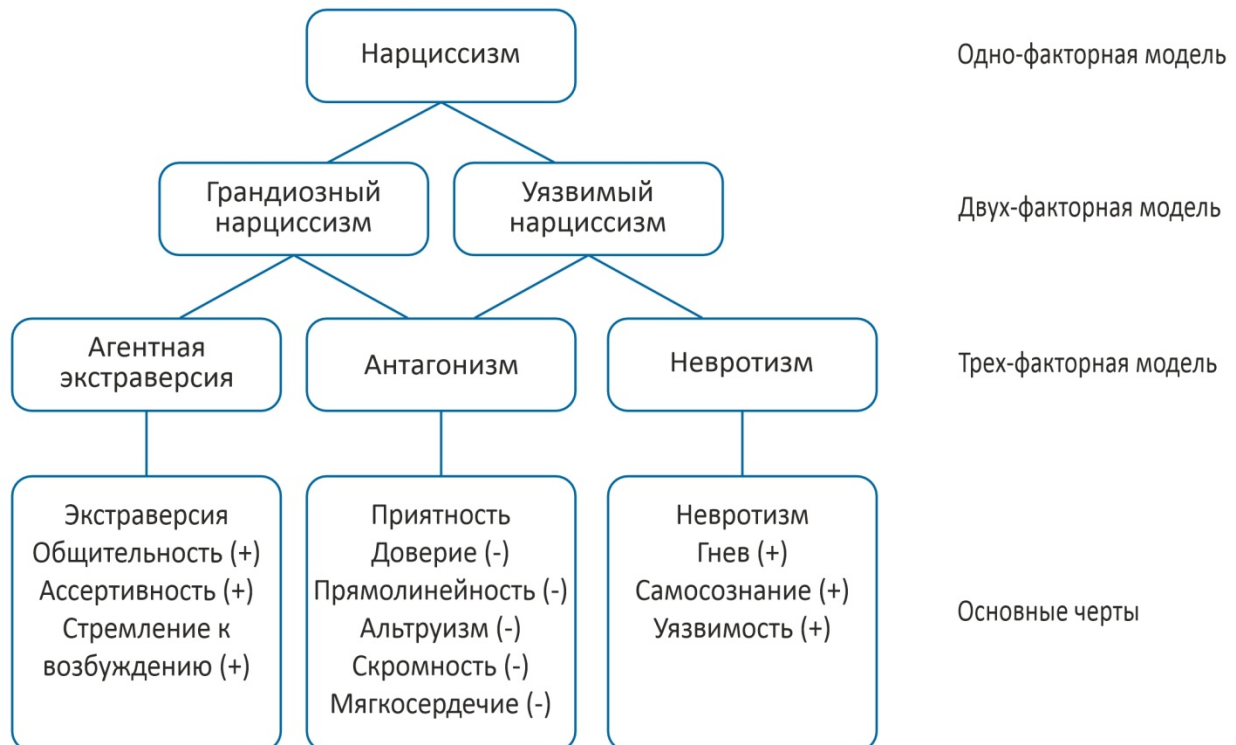 Нарциссизм
Одно-факторная модель
Грандиозный
нарциссизм
Уязвимый
нарциссизм
Двух-факторная модель
Агентная
экстраверсия
Антагонизм
Невротизм
Трех-факторная модель
Экстраверсия
Общительность (+)
Ассертивность (+)
Стремление к
возбуждению (+)
Приятность
Доверие (-)
Прямолинейность (-)
Альтруизм (-)
Скромность (-)
Мягкосердечие (-)
Невротизм
Гнев (+)
Самосознание (+)
Уязвимость (+)
Основные черты